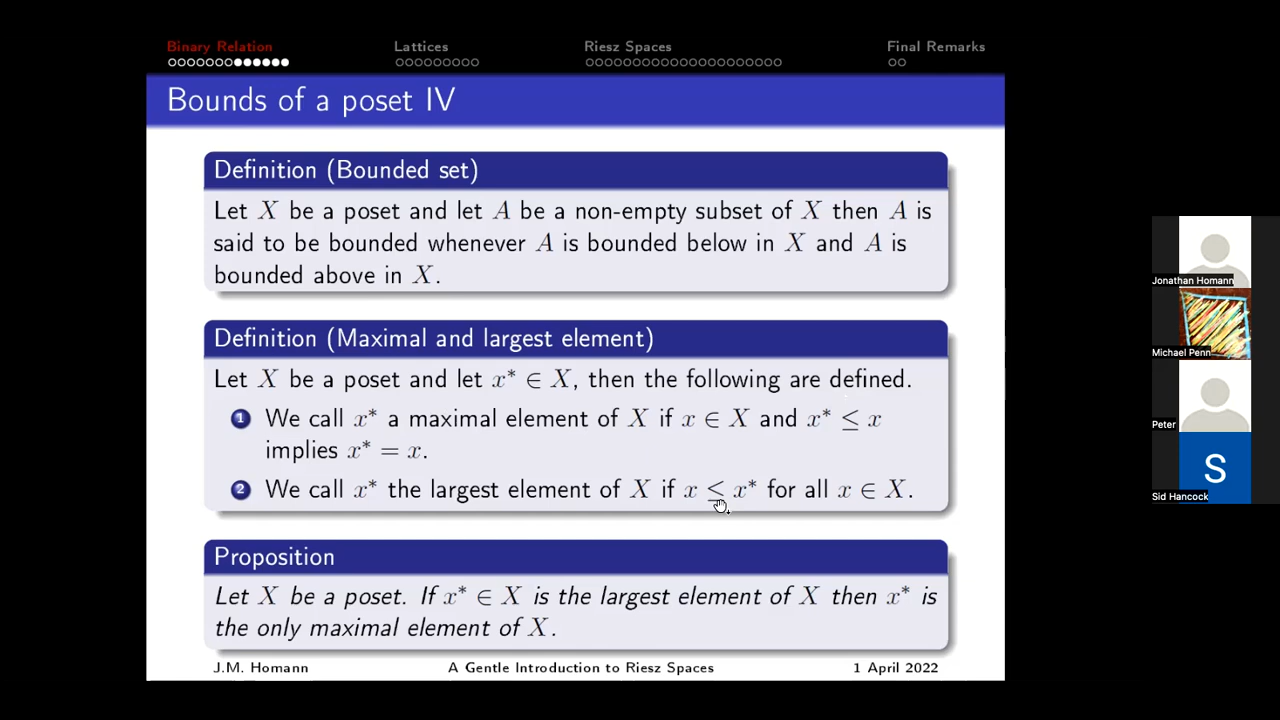 Binary Relation Lattices Riesz Spaces Final Remarks
Bounds of a poset IV
Definition (Bounded set)
Let X be a poset and let A be a non-empty subset of X then A is
said to be bounded whenever A is bounded below in X and A is
bounded above in X.
Definition (Maximal and largest element)
Let X be a poset and let x* ∈ X, then the following are defined.
1 We call x* a maximal element of X if x ∈ X and x* ≤ x
implies x* = x.
2 We call x* the largest element of X if x ≤ x* for all x ∈ X.
Proposition
Let X be a poset. If x* ∈ X is the largest element of X then x* is
the only maximal element of X.
J.M. Homann A Gentle Introduction to Riesz Spaces 1 April 2022
Jonathan Homann
Michael Penn
Peter
S
Sid Hancock